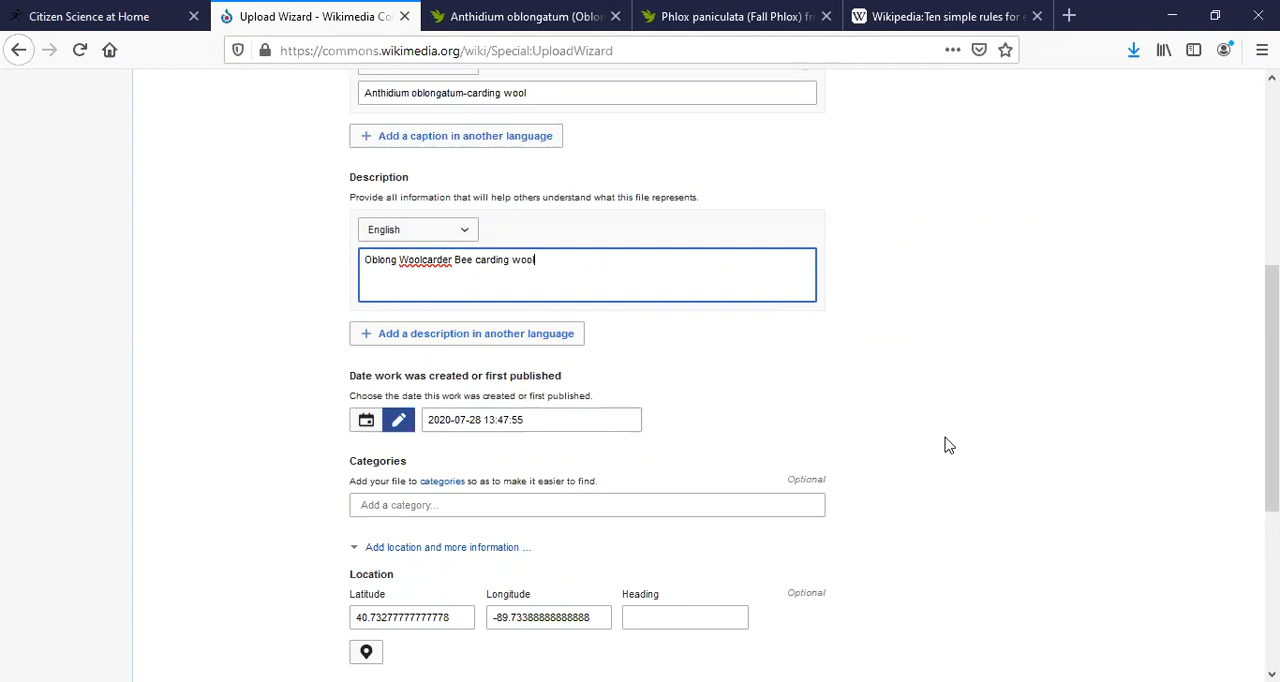 Citizen Science at Home
Upload Wizard - Wikimedia Co
Anthidium oblongatum (Oblon
Phlox paniculata (Fall Phlox) fr
Wikipedia:Ten simple rules for e
https://commons.wikimedia.org/wiki/Special:UploadWizard
Anthidium oblongatum-carding wool
+ Add a caption in another language
Description
Provide all information that will help others understand what this file represents.
English
Oblong Woolcarder Bee carding wool
+ Add a description in another language
Date work was created or first published
Choose the date this work was created or first published.
2020-07-28 13:47:55
Categories
Add your file to categories so as to make it easier to find.
Optional
Add a category...
Add location and more information ...
Location
Latitude Longitude Heading Optional
40.73277777777778 -89.73388888888888